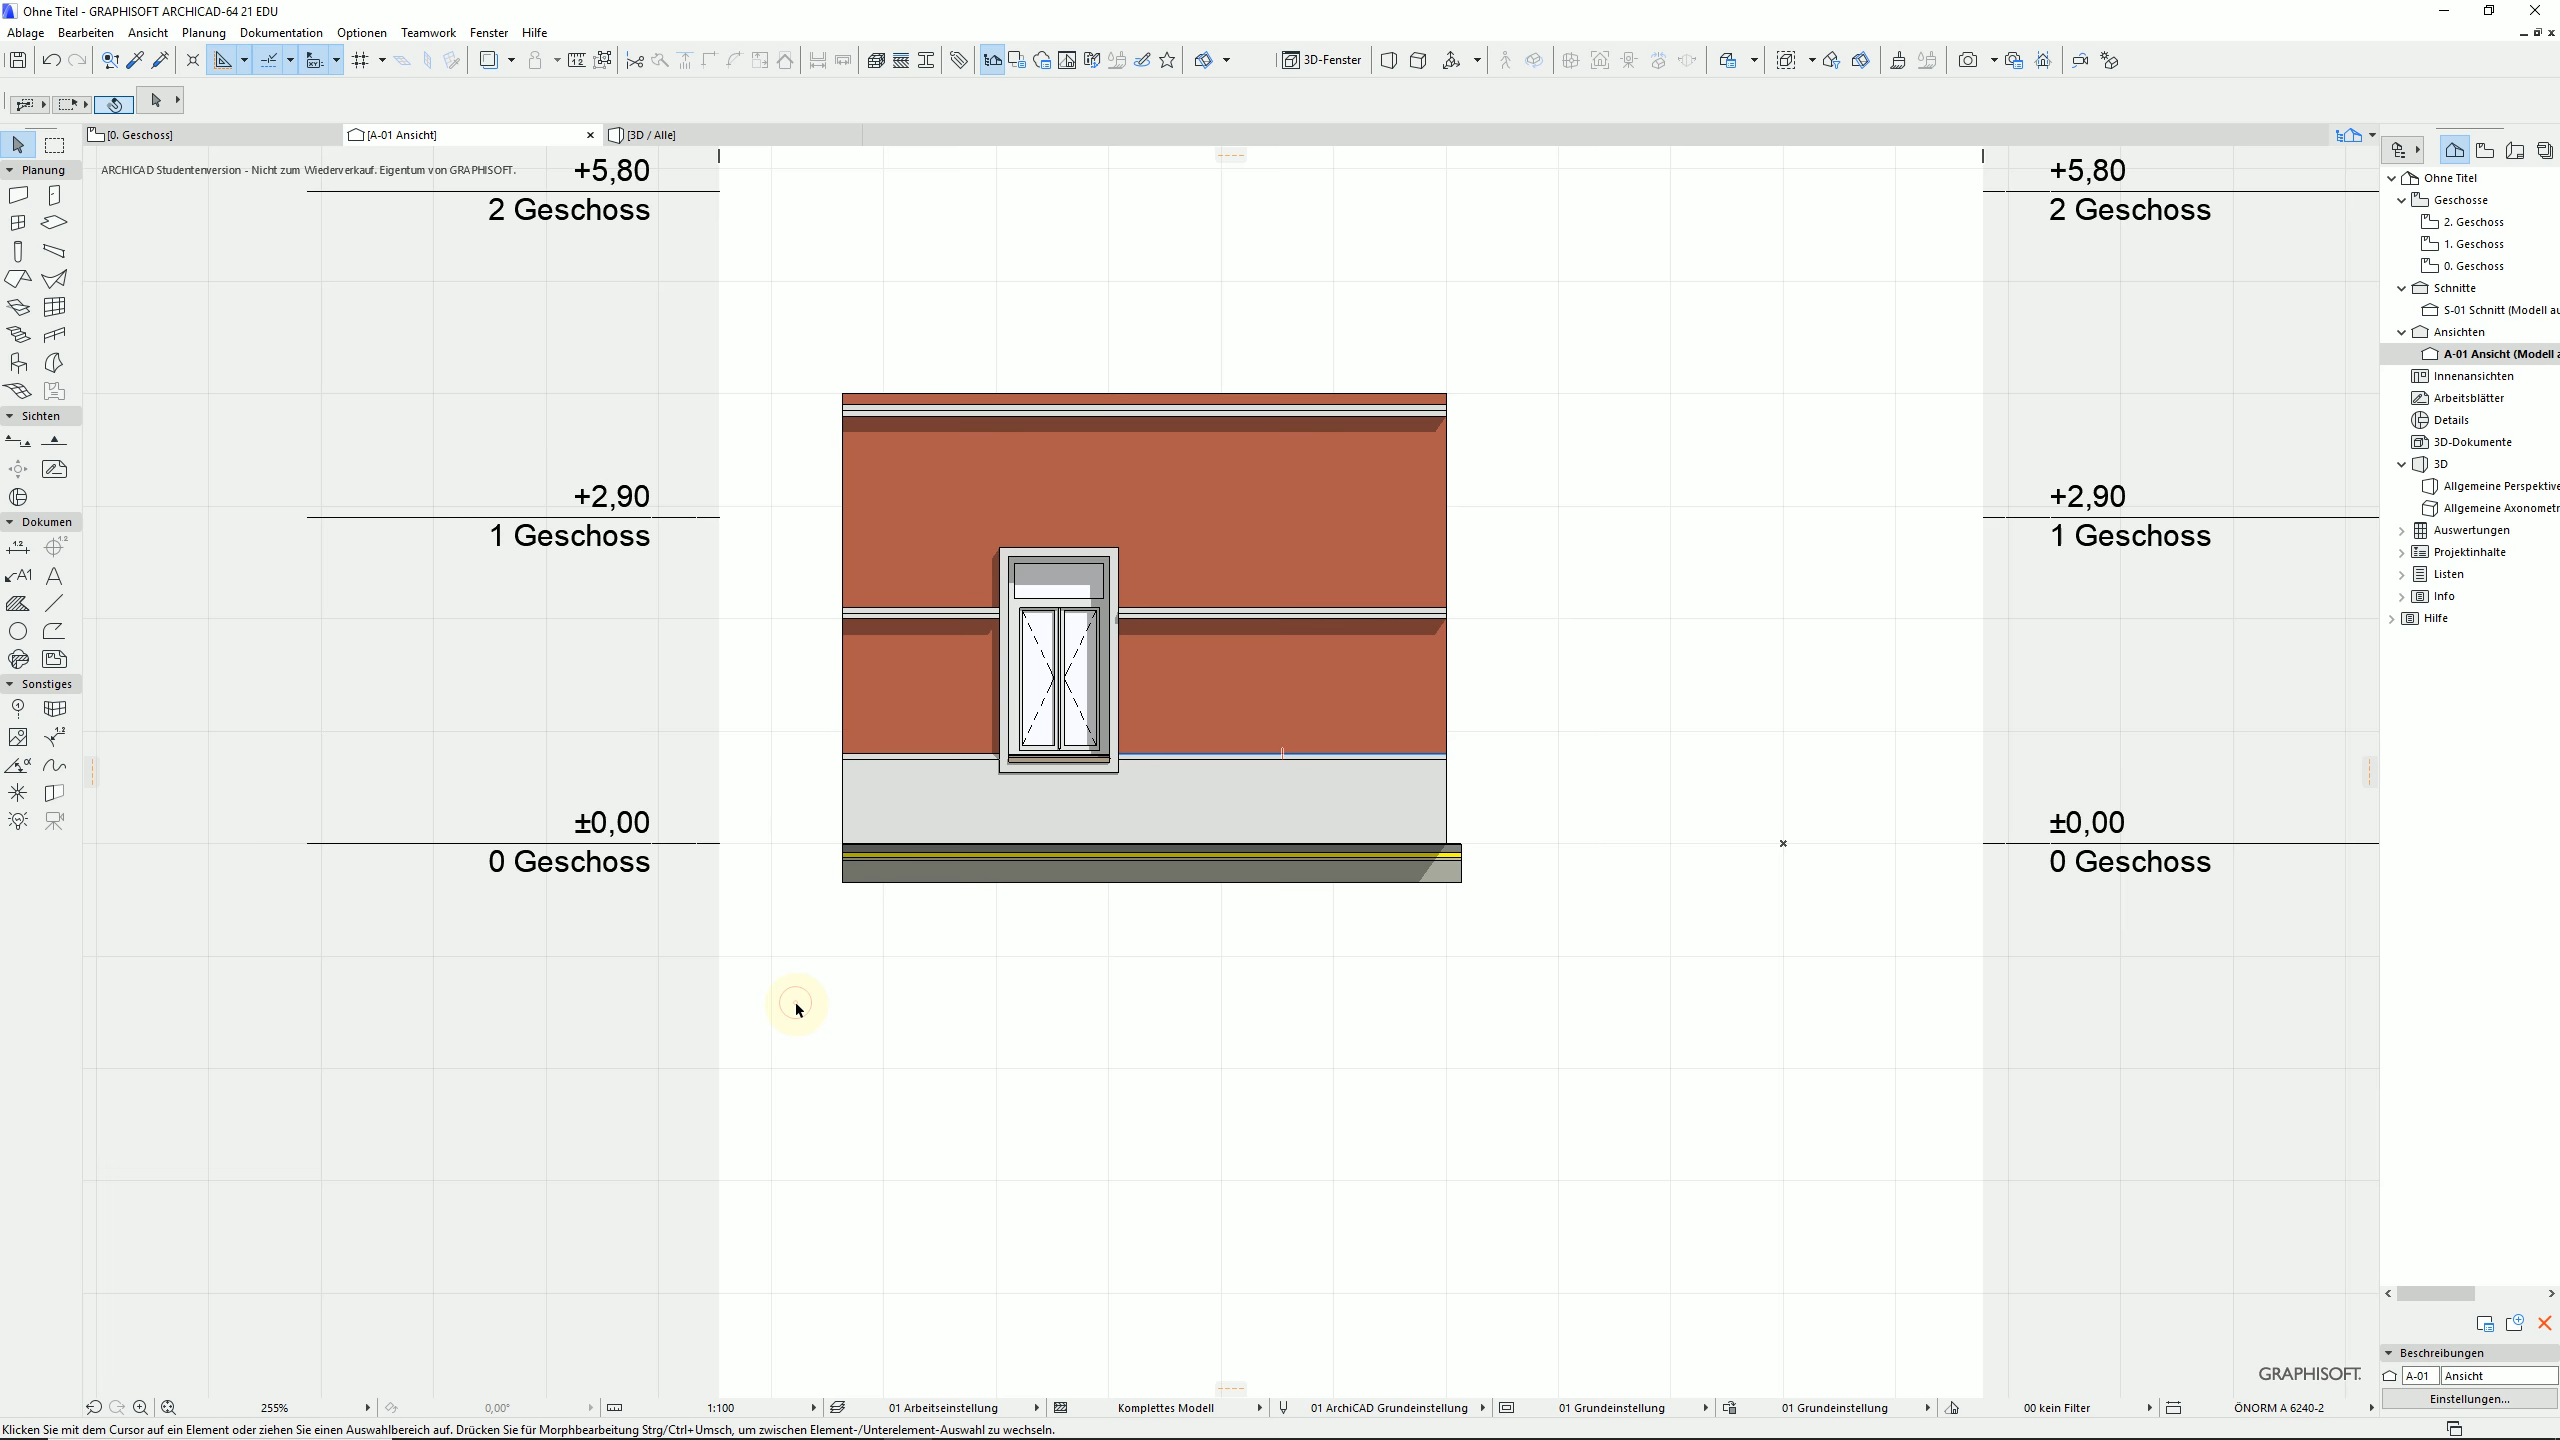 Ohne Titel - GRAPHISOFT ARCHICAD-64 21 EDU
Ablage Bearbeiten Ansicht Planung Dokumentation Optionen Teamwork Fenster Hilfe
3D-Fenster
[0. Geschoss] [A-01 Ansicht] [3D / Alle]
ARCHICAD Studentenversion - Nicht zum Wiederverkauf. Eigentum von GRAPHISOFT.
+5,80
2 Geschoss
+2,90
1 Geschoss
±0,00
0 Geschoss
+5,80
2 Geschoss
+2,90
1 Geschoss
±0,00
0 Geschoss
Planung
Sichten
Dokumen
1.2
1.2
A1
A
Sonstiges
1.2
Ohne Titel
Geschosse
2. Geschoss
1. Geschoss
0. Geschoss
Schnitte
S-01 Schnitt (Modell au
Ansichten
A-01 Ansicht (Modell a
Innenansichten
Arbeitsblätter
Details
3D-Dokumente
3D
Allgemeine Perspektive
Allgemeine Axonometr
Auswertungen
Projektinhalte
Listen
Info
Hilfe
GRAPHISOFT.
Beschreibungen
A-01 Ansicht
Einstellungen...
255% 0,00° 1:100 01 Arbeitseinstellung Komplettes Modell 01 ArchiCAD Grundeinstellung 01 Grundeinstellung 01 Grundeinstellung 00 kein Filter ÖNORM A 6240-2
Klicken Sie mit dem Cursor auf ein Element oder ziehen Sie einen Auswahlbereich auf. Drücken Sie für Morphbearbeitung Strg/Ctrl+Umsch, um zwischen Element-/Unterelement-Auswahl zu wechseln.